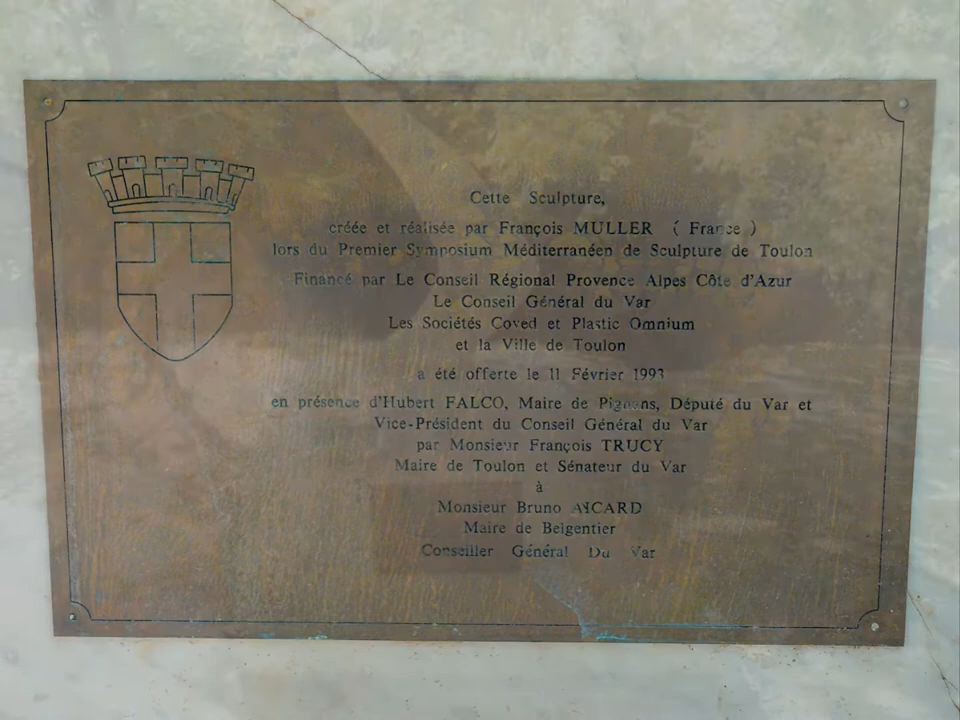 Cette Sculpture,
créée et réalisée par François MULLER ( France )
lors du Premier Symposium Méditerranéen de Sculpture de Toulon
Financé par Le Conseil Régional Provence Alpes Côte d'Azur
Le Conseil Général du Var
Les Sociétés Coved et Plastic Omnium
et la Ville de Toulon
a été offerte le 11 Février 1993
en présence d'Hubert FALCO, Maire de Pignans, Député du Var et
Vice-Président du Conseil Général du Var
par Monsieur François TRUCY
Maire de Toulon et Sénateur du Var
à
Monsieur Bruno AICARD
Maire de Belgentier
Conseiller Général Du Var